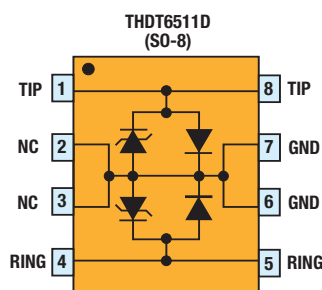 THDT6511D
(SO-8)
TIP 1 8 TIP
NC 2 7 GND
NC 3 6 GND
RING 4 5 RING